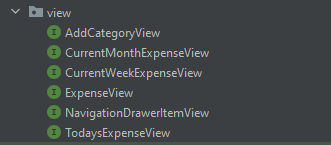 view
I AddCategoryView
I CurrentMonthExpenseView
I CurrentWeekExpenseView
I ExpenseView
I NavigationDrawerItemView
I TodaysExpenseView